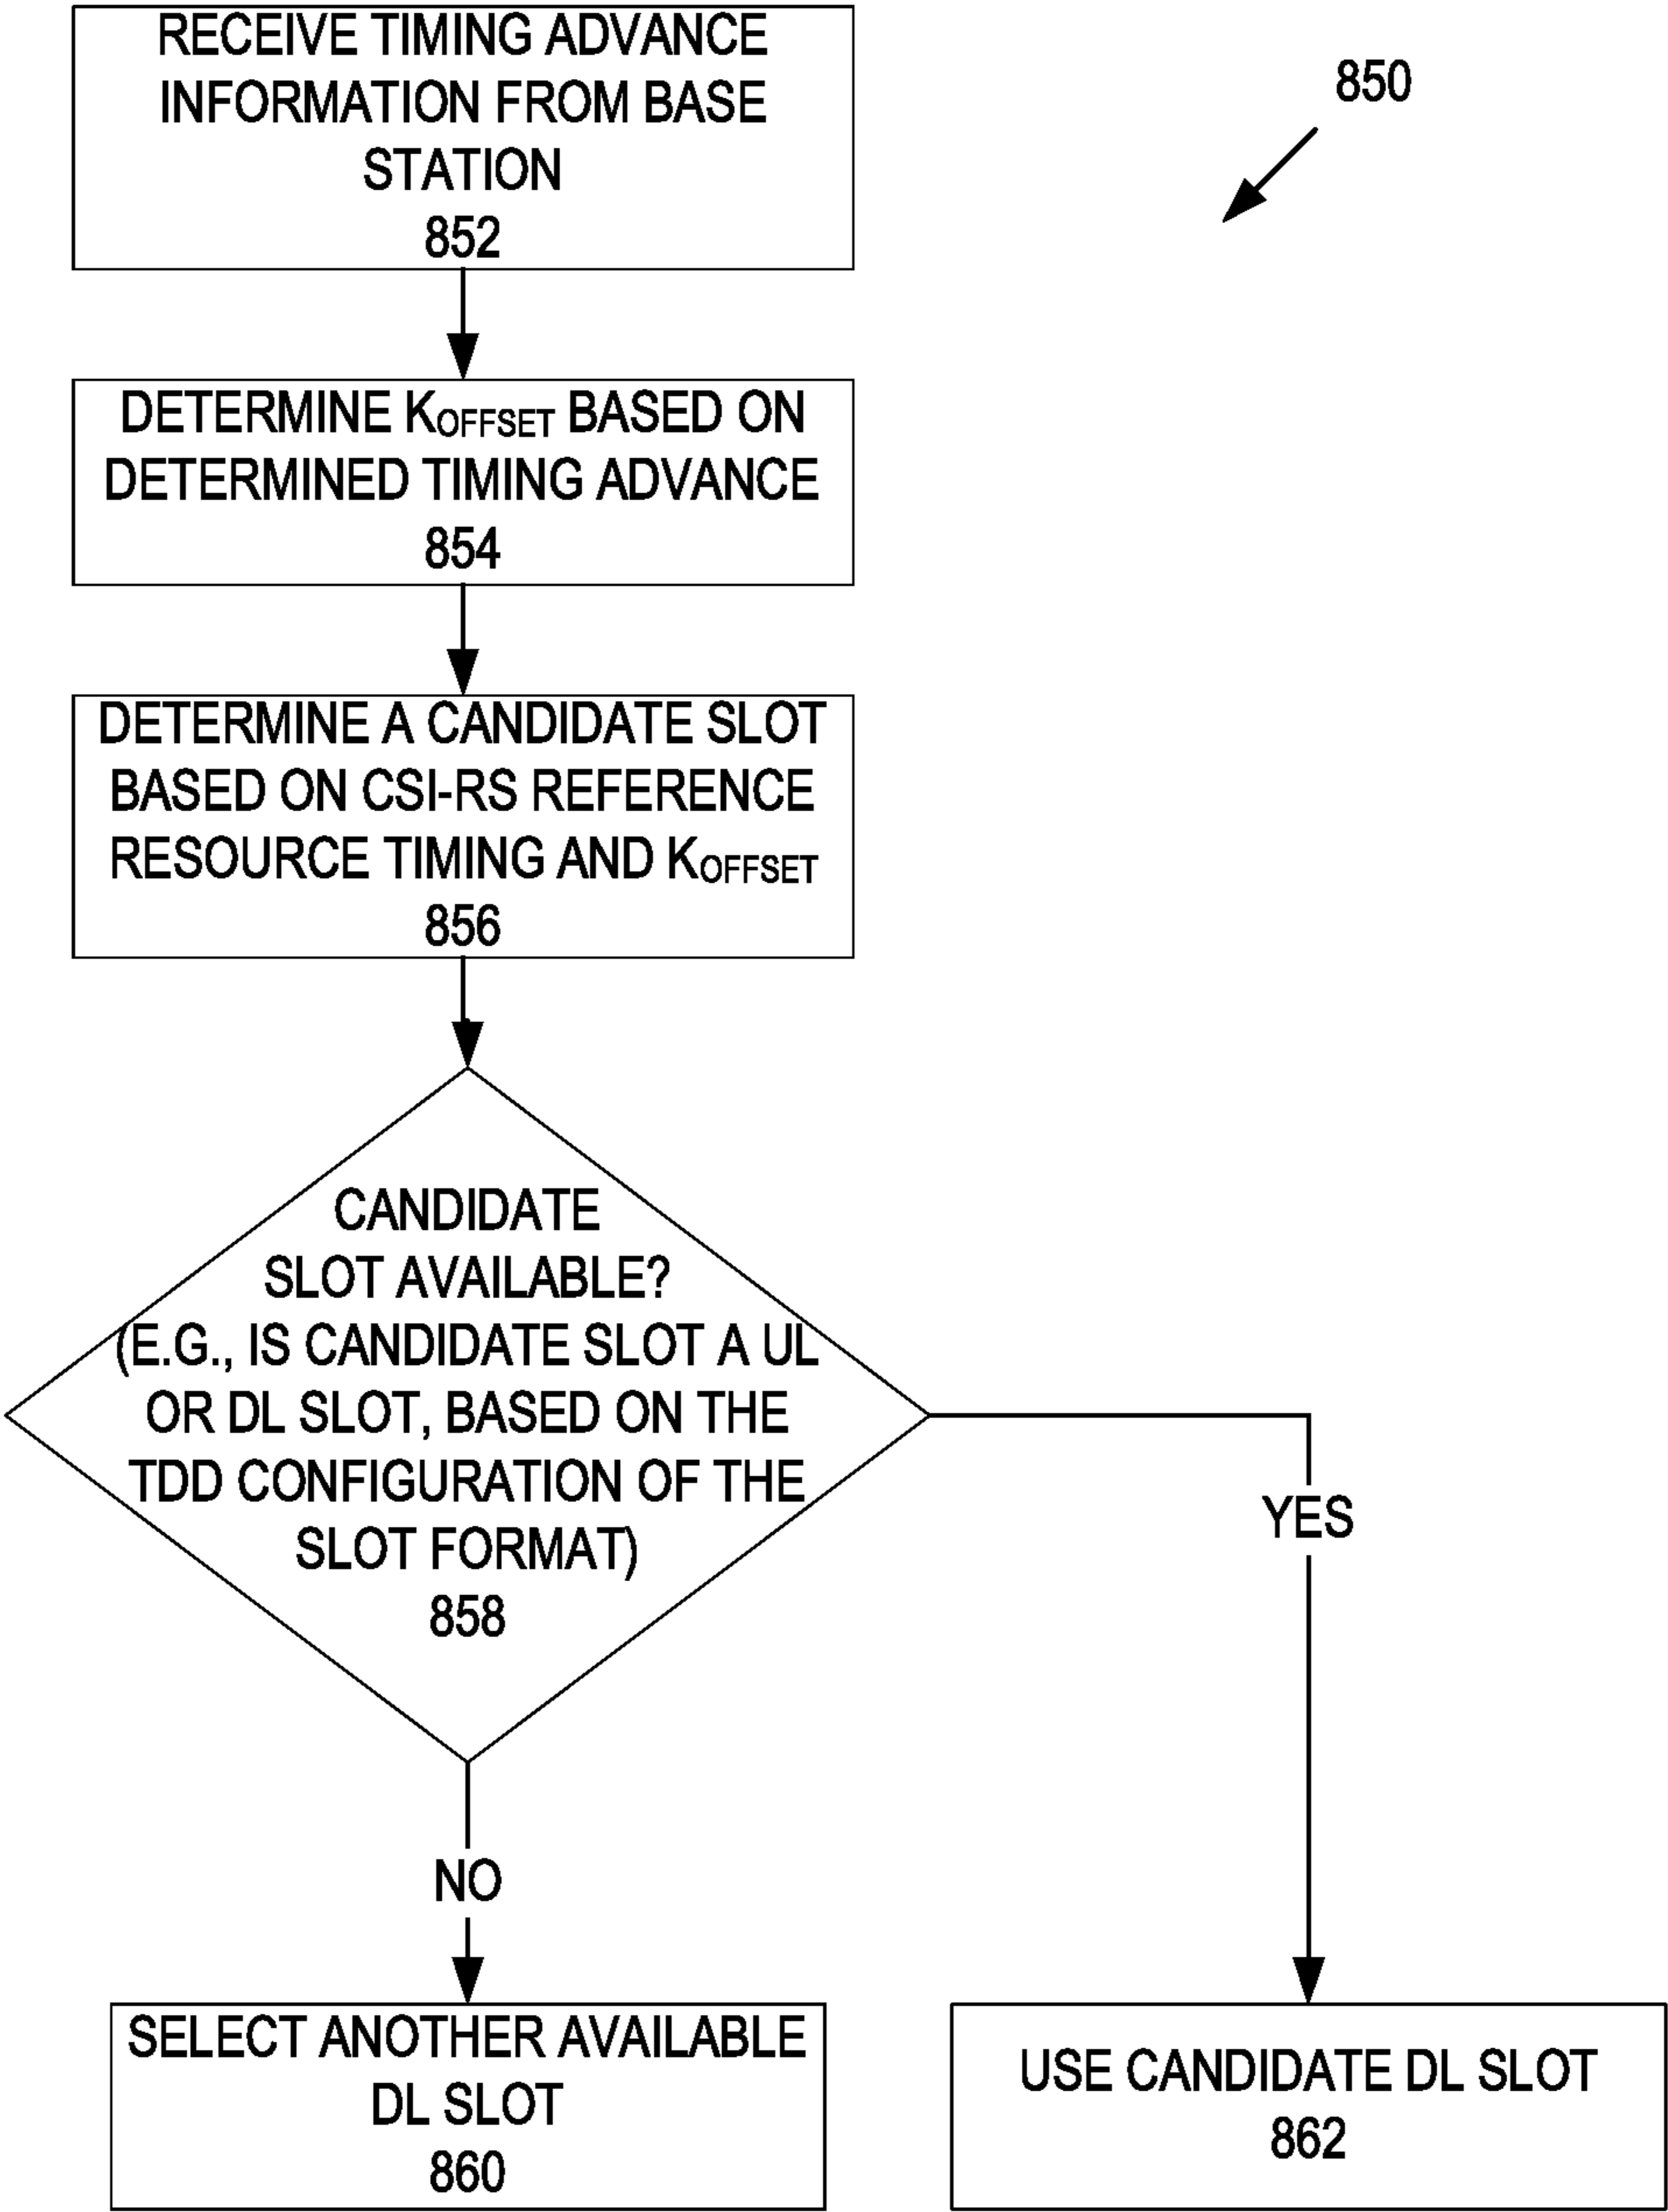 RECEIVE TIMING ADVANCE
INFORMATION FROM BASE
STATION
852
850
DETERMINE KOFFSET BASED ON
DETERMINED TIMING ADVANCE
854
DETERMINE A CANDIDATE SLOT
BASED ON CSI-RS REFERENCE
RESOURCE TIMING AND KOFFSET
856
CANDIDATE
SLOT AVAILABLE?
(E.G., IS CANDIDATE SLOT A UL
OR DL SLOT, BASED ON THE
TDD CONFIGURATION OF THE
SLOT FORMAT)
858
YES
NO
SELECT ANOTHER AVAILABLE
DL SLOT
860
USE CANDIDATE DL SLOT
862